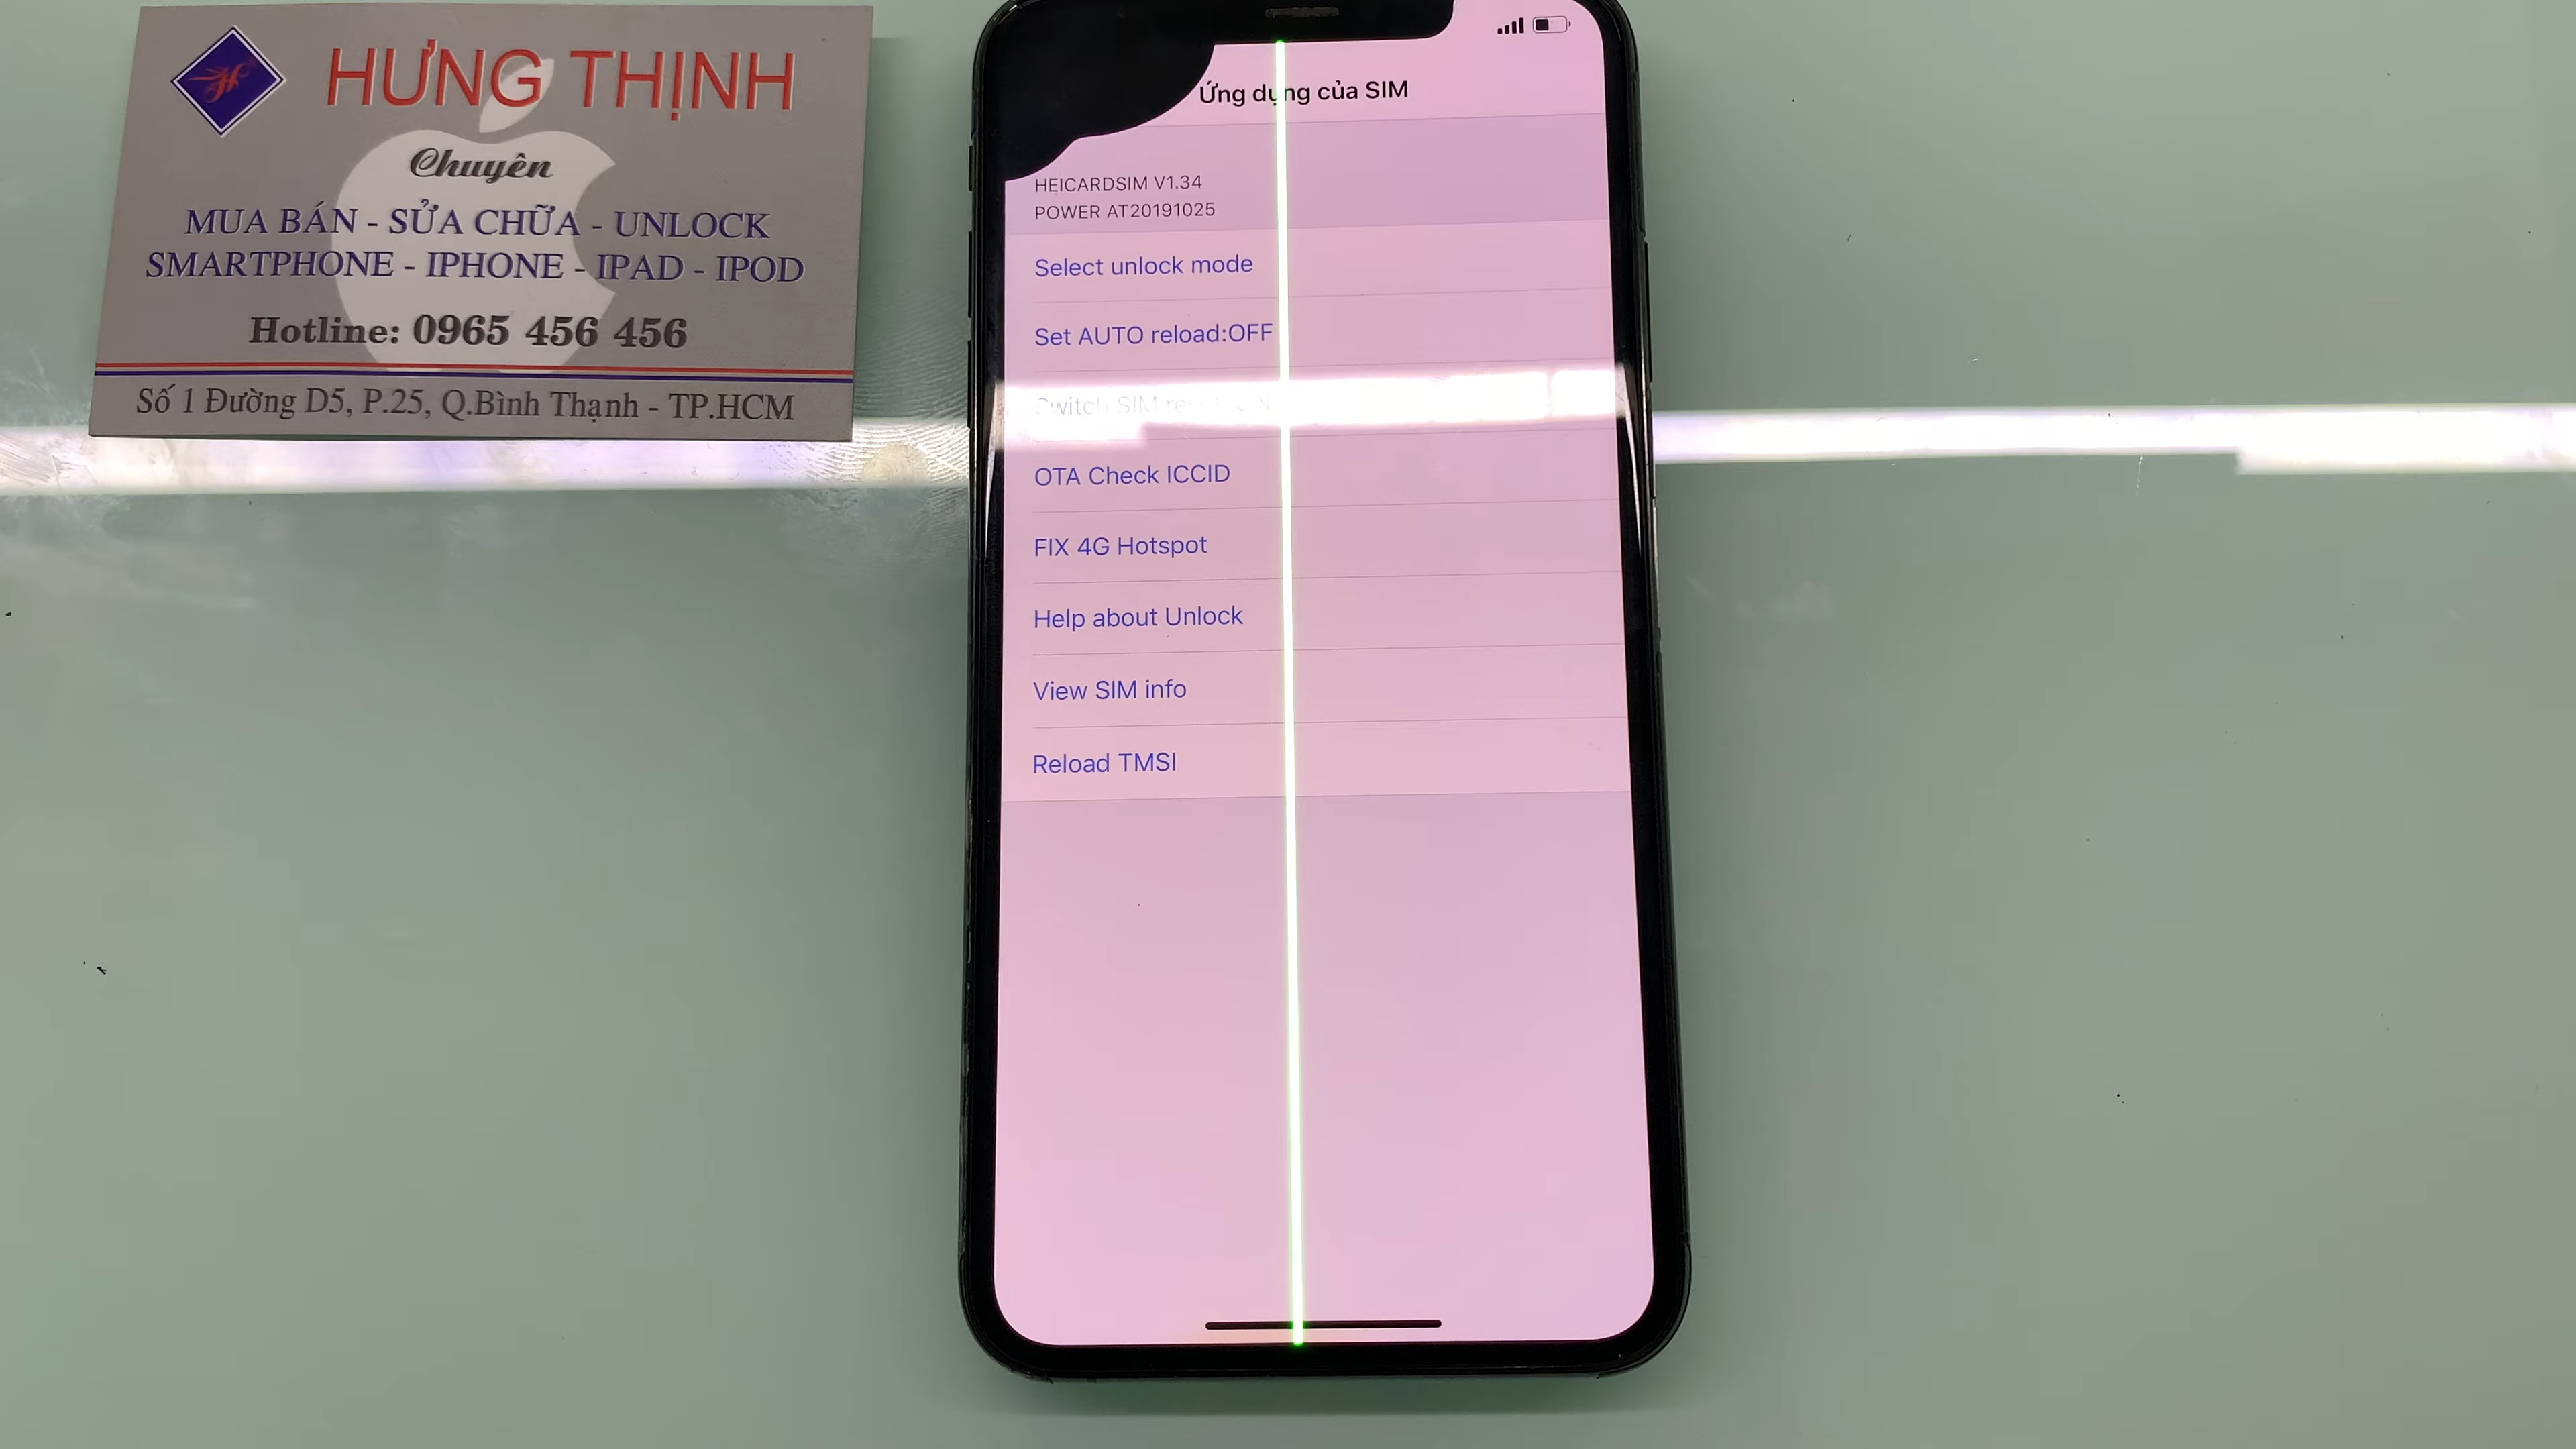 HƯNG THỊNH
Chuyên
MUA BÁN - SỬA CHỮA - UNLOCK
SMARTPHONE - IPHONE - IPAD - IPOD
Hotline: 0965 456 456
Số 1 Đường D5, P.25, Q.Bình Thạnh - TP.HCM
Ứng dụng của SIM
HEICARDSIM V1.34
POWER AT20191025
Select unlock mode
Set AUTO reload:OFF
Switch SIM
OTA Check ICCID
FIX 4G Hotspot
Help about Unlock
View SIM info
Reload TMSI